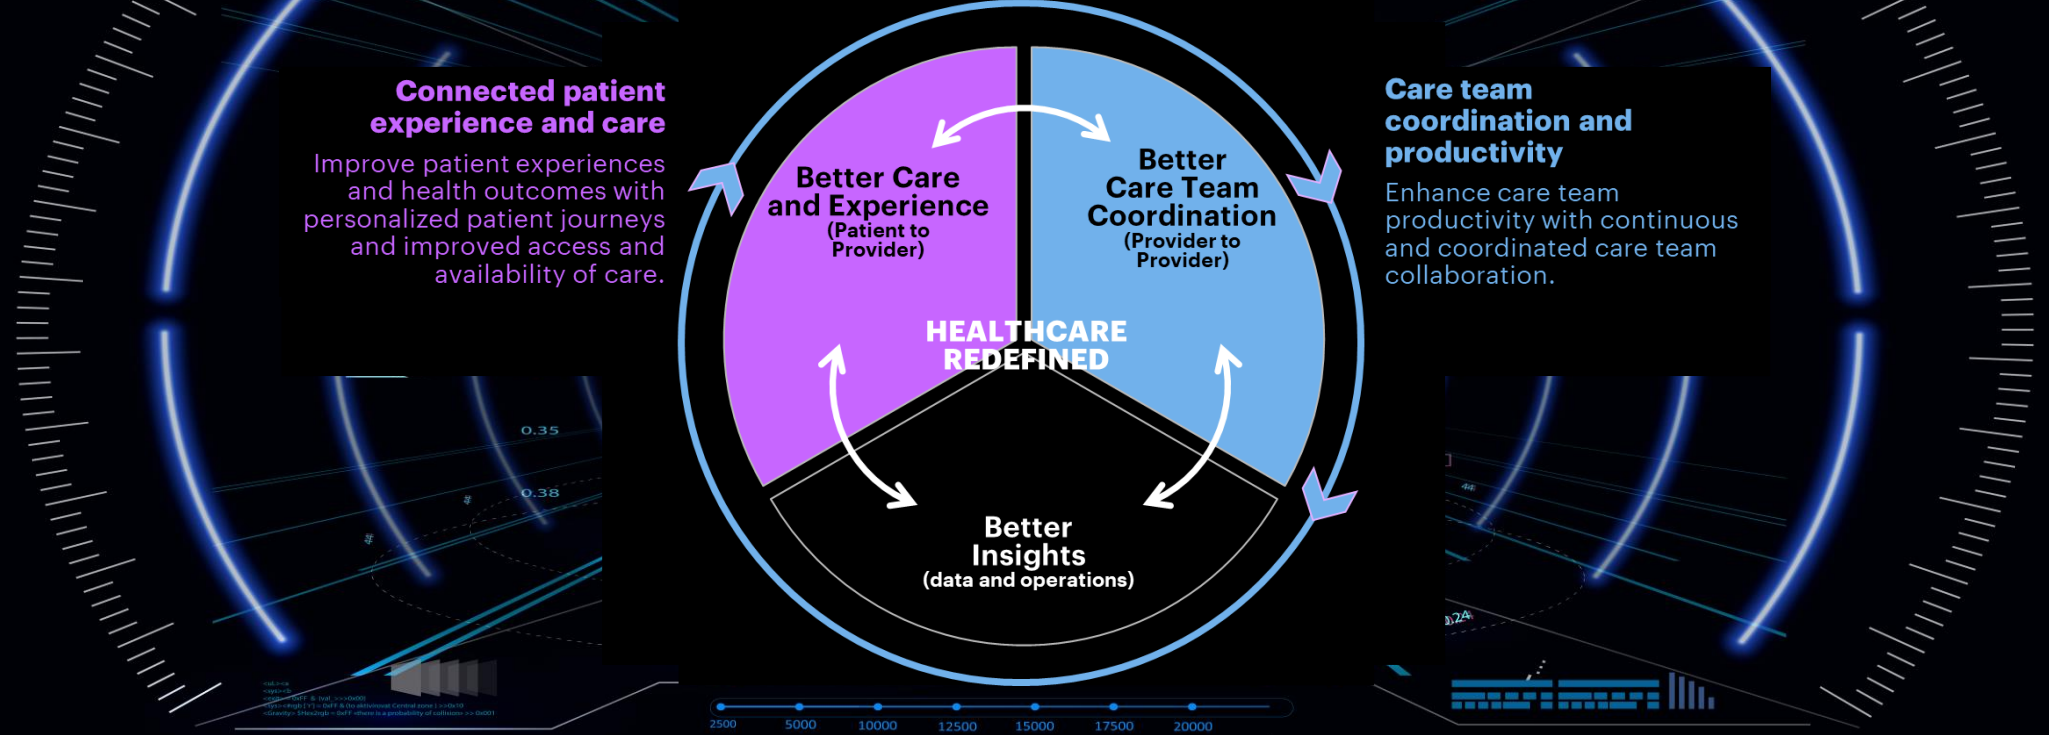 Connected patient
experience and care
Improve patient experiences
and health outcomes with
personalized patient journeys
and improved access and
availability of care.
Better Care
and Experience
(Patient to
Provider)
Better
Care Team
Coordination
(Provider to
Provider)
HEALTHCARE
REDEFINED
Better
Insights
(data and operations)
Care team
coordination and
productivity
Enhance care team
productivity with continuous
and coordinated care team
collaboration.
0.35
0.38
44
2500 5000 10000 12500 15000 17500 20000